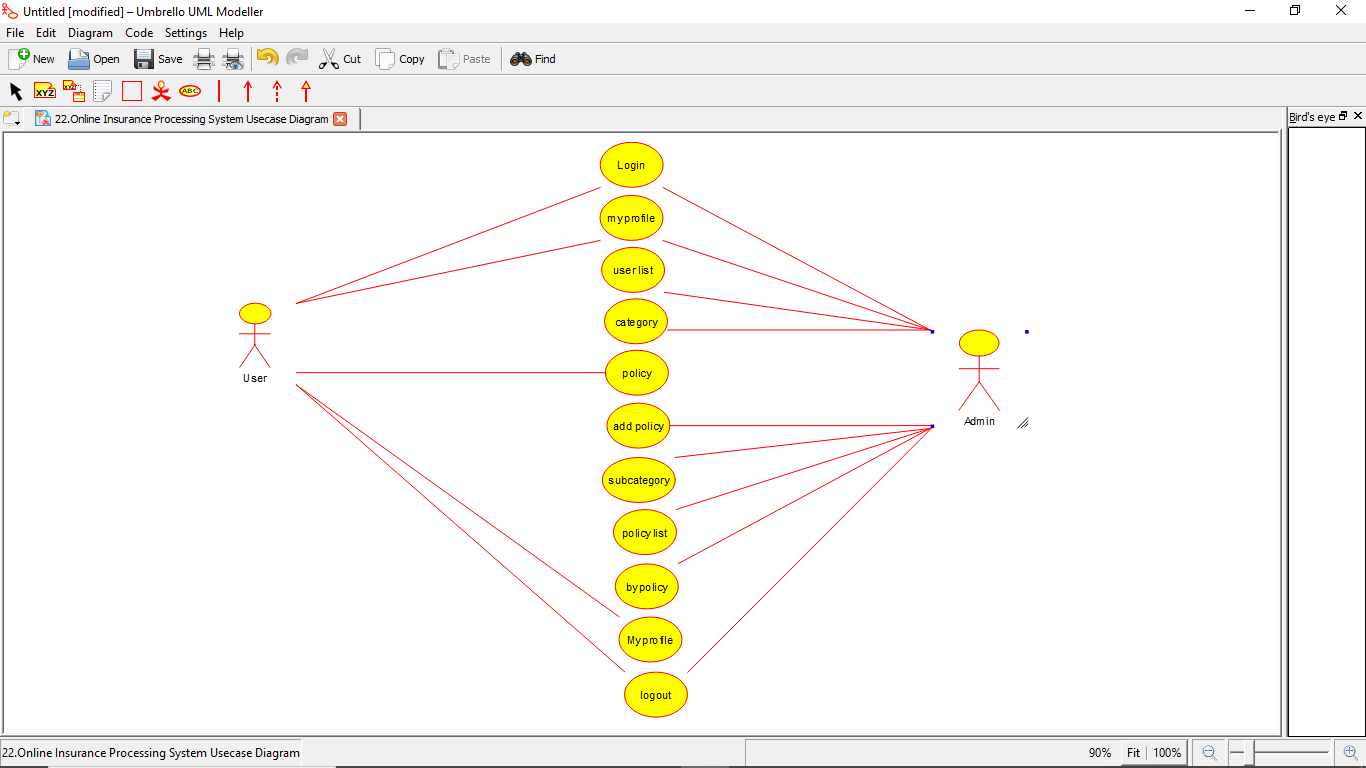 Untitled [modified] – Umbrello UML Modeller
File Edit Diagram Code Settings Help
New Open Save Cut Copy Paste Find
XYZ XYZ ABC
22.Online Insurance Processing System Usecase Diagram
Bird's eye
Login
myprofile
user list
category
policy
User
add policy
Admin
subcategory
policylist
bypolicy
Myprofile
logout
22.Online Insurance Processing System Usecase Diagram
90% Fit 100%